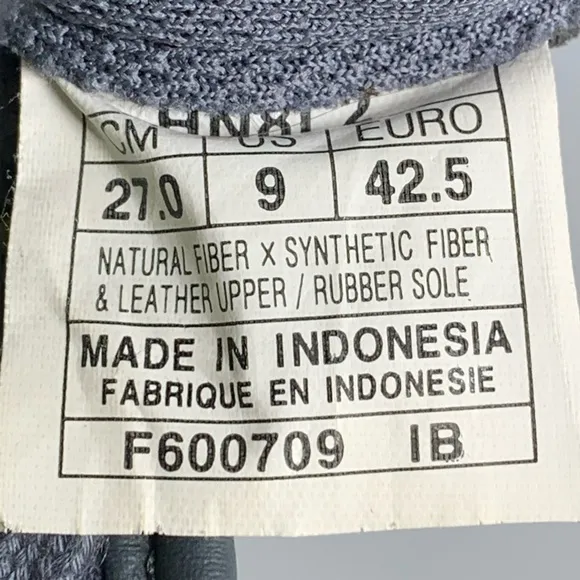 CM US EURO
27.0 9 42.5
NATURAL FIBER X SYNTHETIC FIBER
& LEATHER UPPER / RUBBER SOLE
MADE IN INDONESIA
FABRIQUE EN INDONESIE
F600709 IB